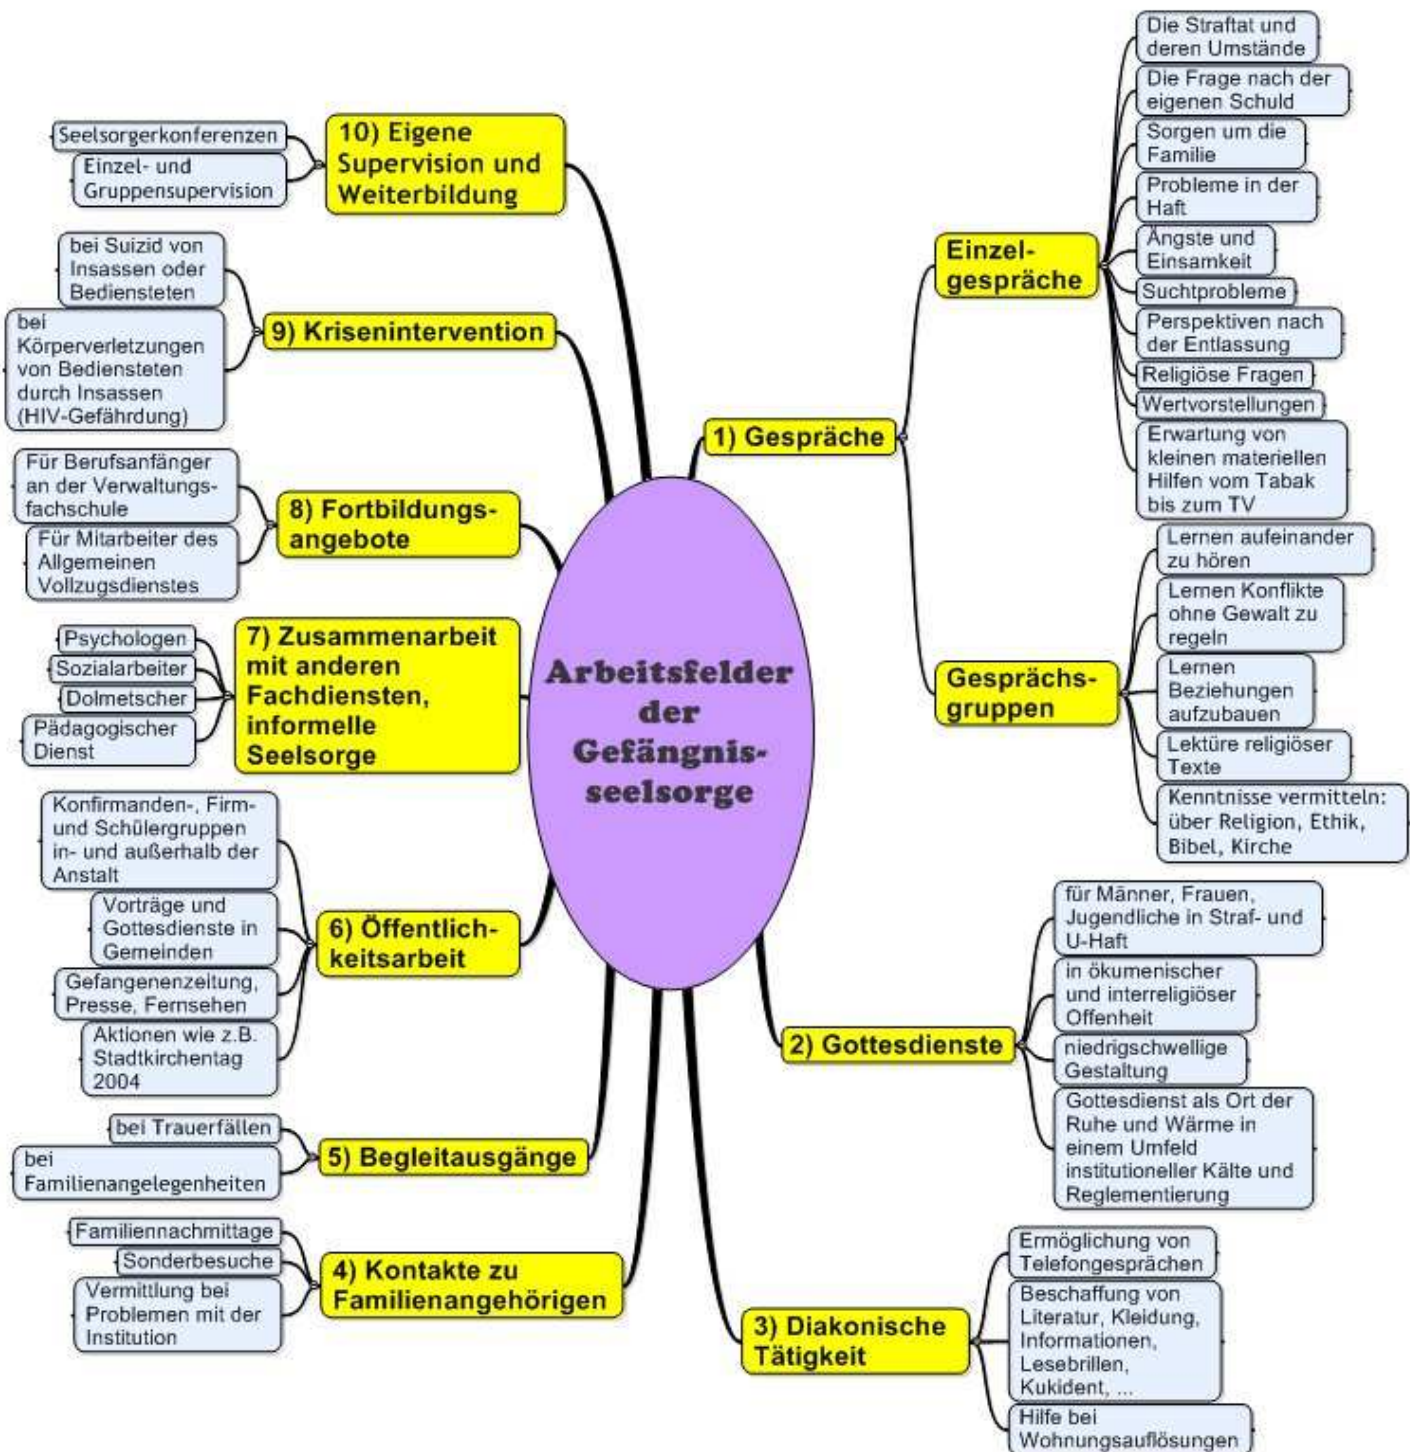 Arbeitsfelder
der
Gefängnis-
seelsorge
1) Gespräche
Einzel-
gespräche
Die Straftat und
deren Umstände
Die Frage nach der
eigenen Schuld
Sorgen um die
Familie
Probleme in der
Haft
Ängste und
Einsamkeit
Suchtprobleme
Perspektiven nach
der Entlassung
Religiöse Fragen
Wertvorstellungen
Erwartung von
kleinen materiellen
Hilfen vom Tabak
bis zum TV
Gesprächs-
gruppen
Lernen aufeinander
zu hören
Lernen Konflikte
ohne Gewalt zu
regeln
Lernen
Beziehungen
aufzubauen
Lektüre religiöser
Texte
Kenntnisse vermitteln:
über Religion, Ethik,
Bibel, Kirche
2) Gottesdienste
für Männer, Frauen,
Jugendliche in Straf- und
U-Haft
in ökumenischer
und interreligiöser
Offenheit
niedrigschwellige
Gestaltung
Gottesdienst als Ort der
Ruhe und Wärme in
einem Umfeld
institutioneller Kälte und
Reglementierung
3) Diakonische
Tätigkeit
Ermöglichung von
Telefongesprächen
Beschaffung von
Literatur, Kleidung,
Informationen,
Lesebrillen,
Kukident, ...
Hilfe bei
Wohnungsauflösungen
4) Kontakte zu
Familienangehörigen
Familiennachmittage
Sonderbesuche
Vermittlung bei
Problemen mit der
Institution
5) Begleitausgänge
bei Trauerfällen
bei
Familienangelegenheiten
6) Öffentlich-
keitsarbeit
Konfirmanden-, Firm-
und Schülergruppen
in- und außerhalb der
Anstalt
Vorträge und
Gottesdienste in
Gemeinden
Gefangenenzeitung,
Presse, Fernsehen
Aktionen wie z.B.
Stadtkirchentag
2004
7) Zusammenarbeit
mit anderen
Fachdiensten,
informelle
Seelsorge
Psychologen
Sozialarbeiter
Dolmetscher
Pädagogischer
Dienst
8) Fortbildungs-
angebote
Für Berufsanfänger
an der Verwaltungs-
fachschule
Für Mitarbeiter des
Allgemeinen
Vollzugsdienstes
9) Krisenintervention
bei Suizid von
Insassen oder
Bediensteten
bei
Körperverletzungen
von Bediensteten
durch Insassen
(HIV-Gefährdung)
10) Eigene
Supervision und
Weiterbildung
Seelsorgerkonferenzen
Einzel- und
Gruppensupervision